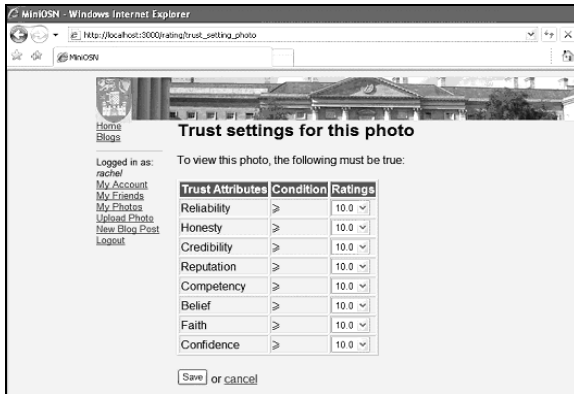 MiniOSN - Windows Internet Explorer
http://localhost:3000/rating/trust_setting_photo
MiniOSN
Home
Blogs
Logged in as:
rachel
My Account
My Friends
My Photos
Upload Photo
New Blog Post
Logout
Trust settings for this photo
To view this photo, the following must be true:
Trust Attributes Condition Ratings
Reliability ⩾ 10.0
Honesty ⩾ 10.0
Credibility ⩾ 10.0
Reputation ⩾ 10.0
Competency ⩾ 10.0
Belief ⩾ 10.0
Faith ⩾ 10.0
Confidence ⩾ 10.0
Save or cancel